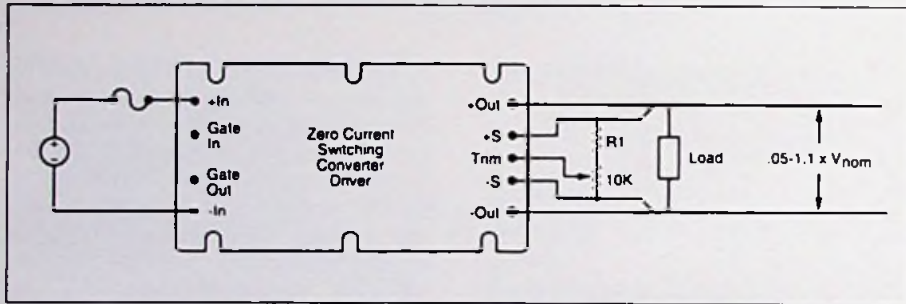 +In
Gate
In
Gate
Out
-In
Zero Current
Switching
Converter
Driver
+Out
+S
Trim
-S
-Out
R1
10K
Load
.05-1.1 x Vnom